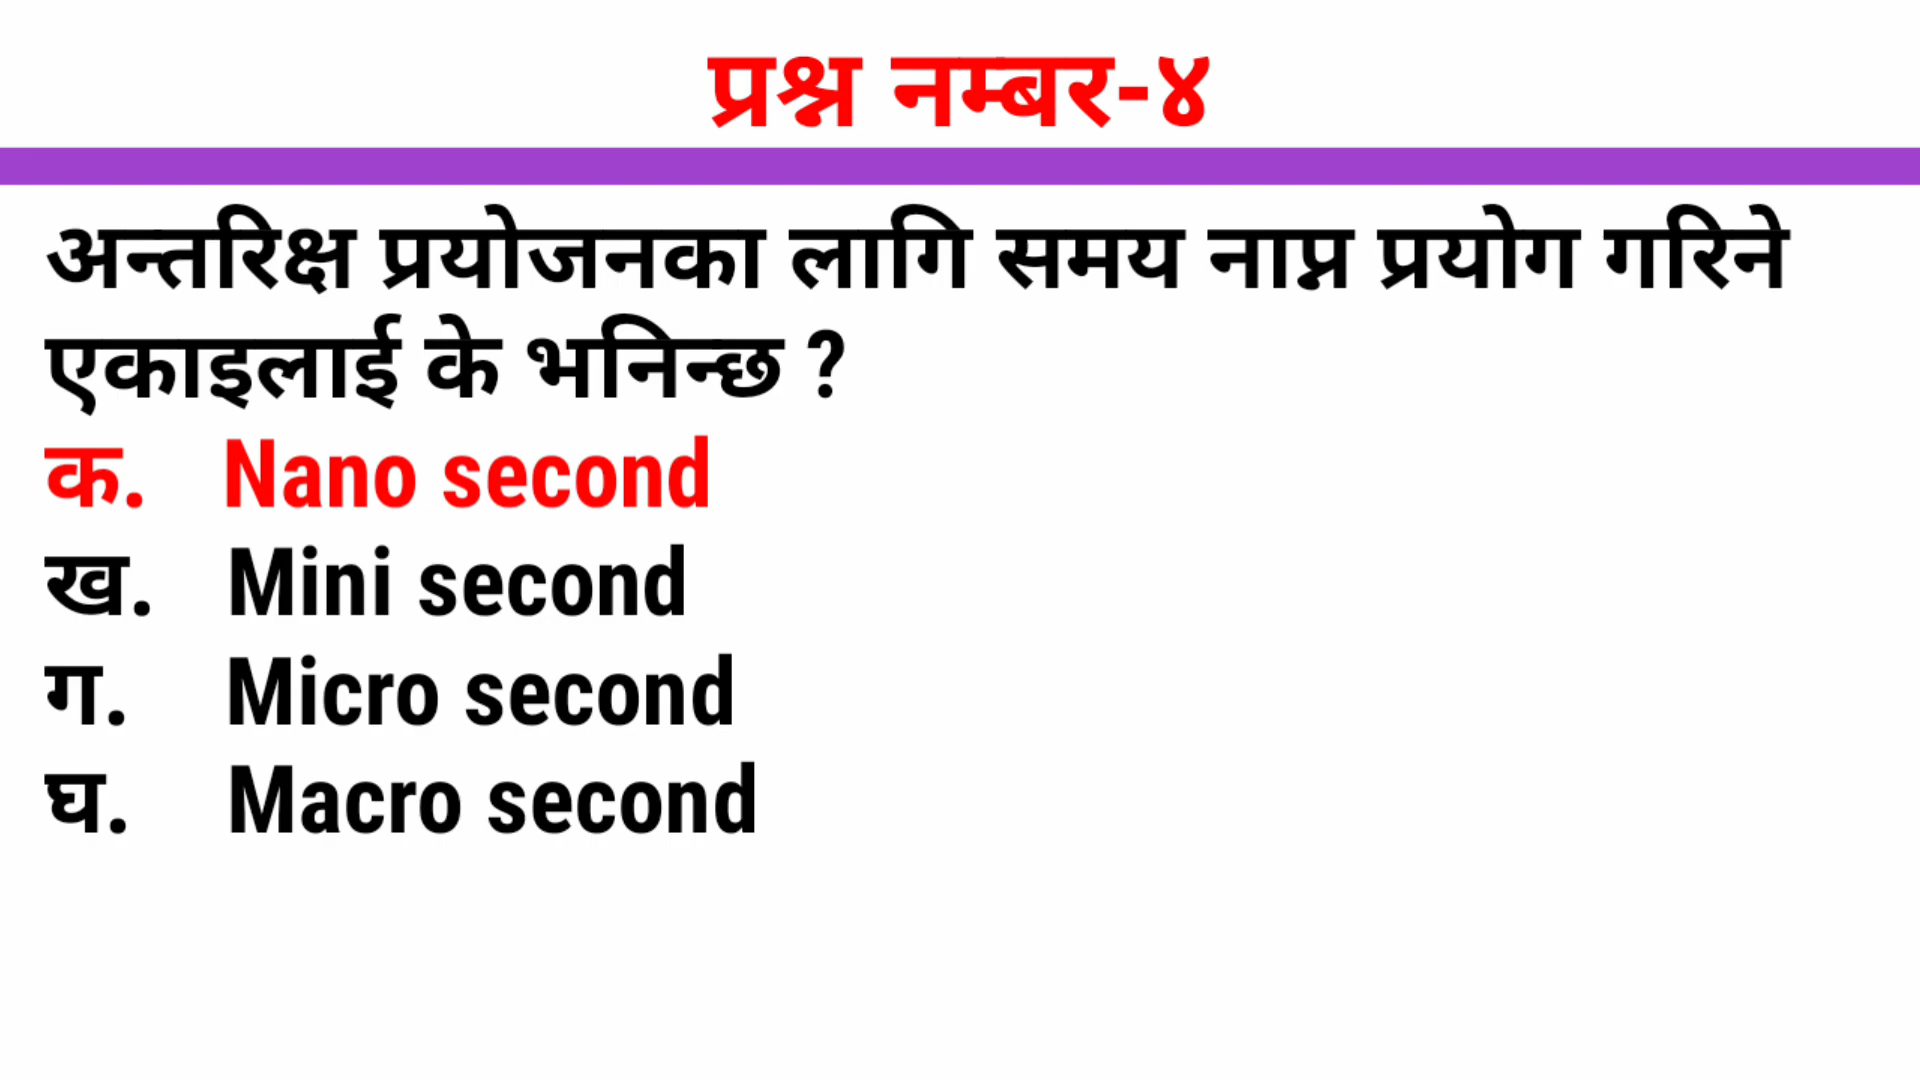 प्रश्न नम्बर-४
अन्तरिक्ष प्रयोजनका लागि समय नाप्न प्रयोग गरिने
एकाइलाई के भनिन्छ ?
क. Nano second
ख. Mini second
ग. Micro second
घ. Macro second